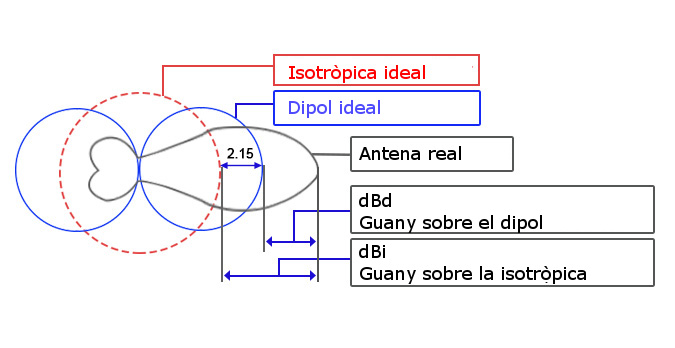 Isotròpica ideal
Dipol ideal
2.15
Antena real
dBd
Guany sobre el dipol
dBi
Guany sobre la isotròpica